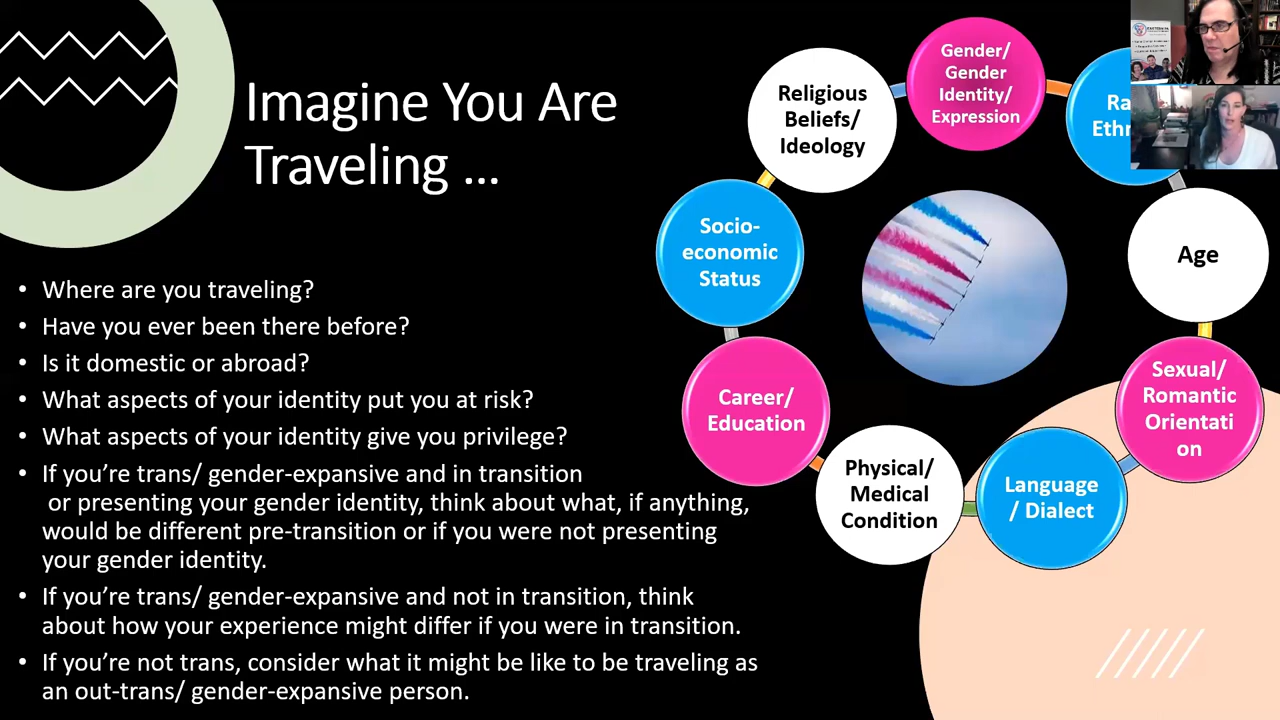 Imagine You Are
Traveling ...
• Where are you traveling?
• Have you ever been there before?
• Is it domestic or abroad?
• What aspects of your identity put you at risk?
• What aspects of your identity give you privilege?
• If you’re trans/ gender-expansive and in transition
or presenting your gender identity, think about what, if anything,
would be different pre-transition or if you were not presenting
your gender identity.
• If you’re trans/ gender-expansive and not in transition, think
about how your experience might differ if you were in transition.
• If you’re not trans, consider what it might be like to be traveling as
an out-trans/ gender-expansive person.
Gender/
Gender
Identity/
Expression
Ra
Ethn
Age
Sexual/
Romantic
Orientati
on
Language
/ Dialect
Physical/
Medical
Condition
Career/
Education
Socio-
economic
Status
Religious
Beliefs/
Ideology